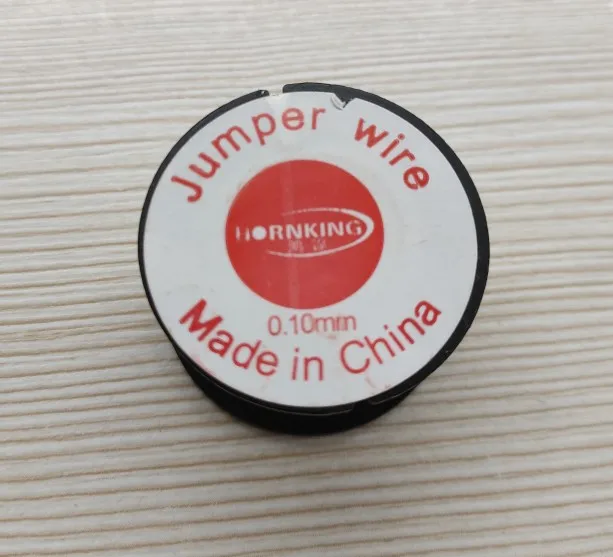 Jumper wire
HORNKING
0.10mm
Made in China